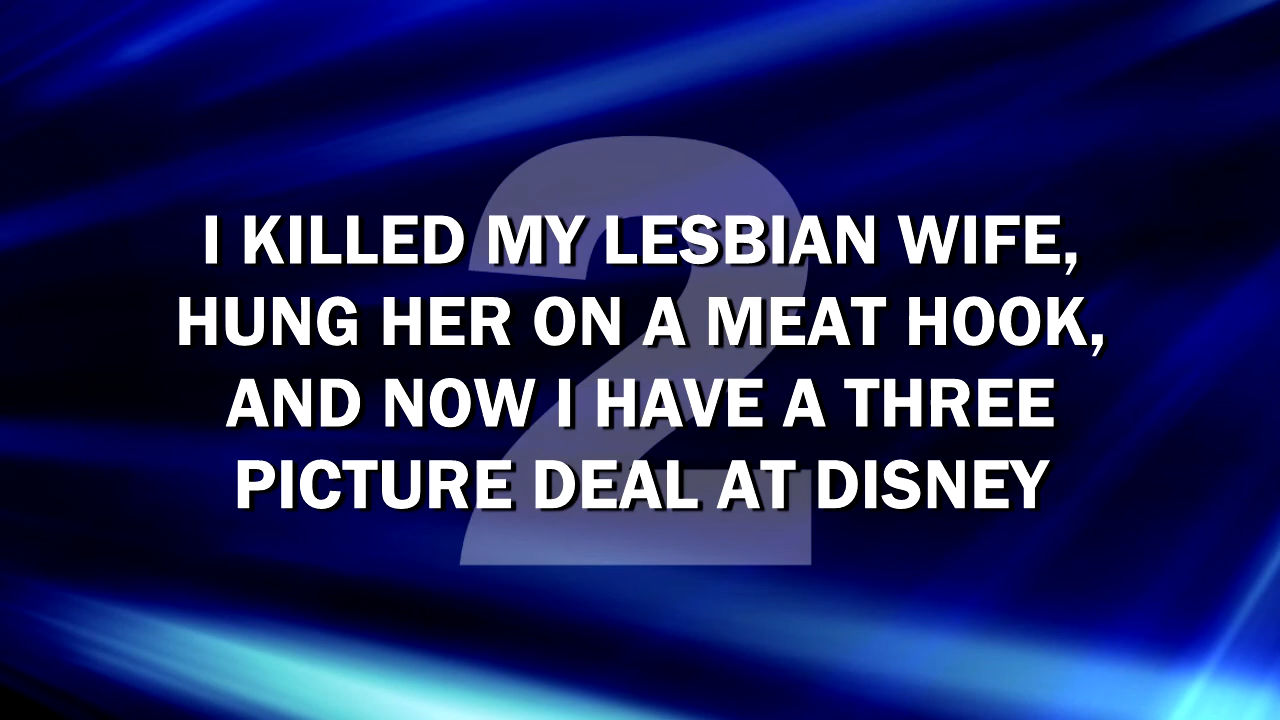 2
I KILLED MY LESBIAN WIFE,
HUNG HER ON A MEAT HOOK,
AND NOW I HAVE A THREE
PICTURE DEAL AT DISNEY